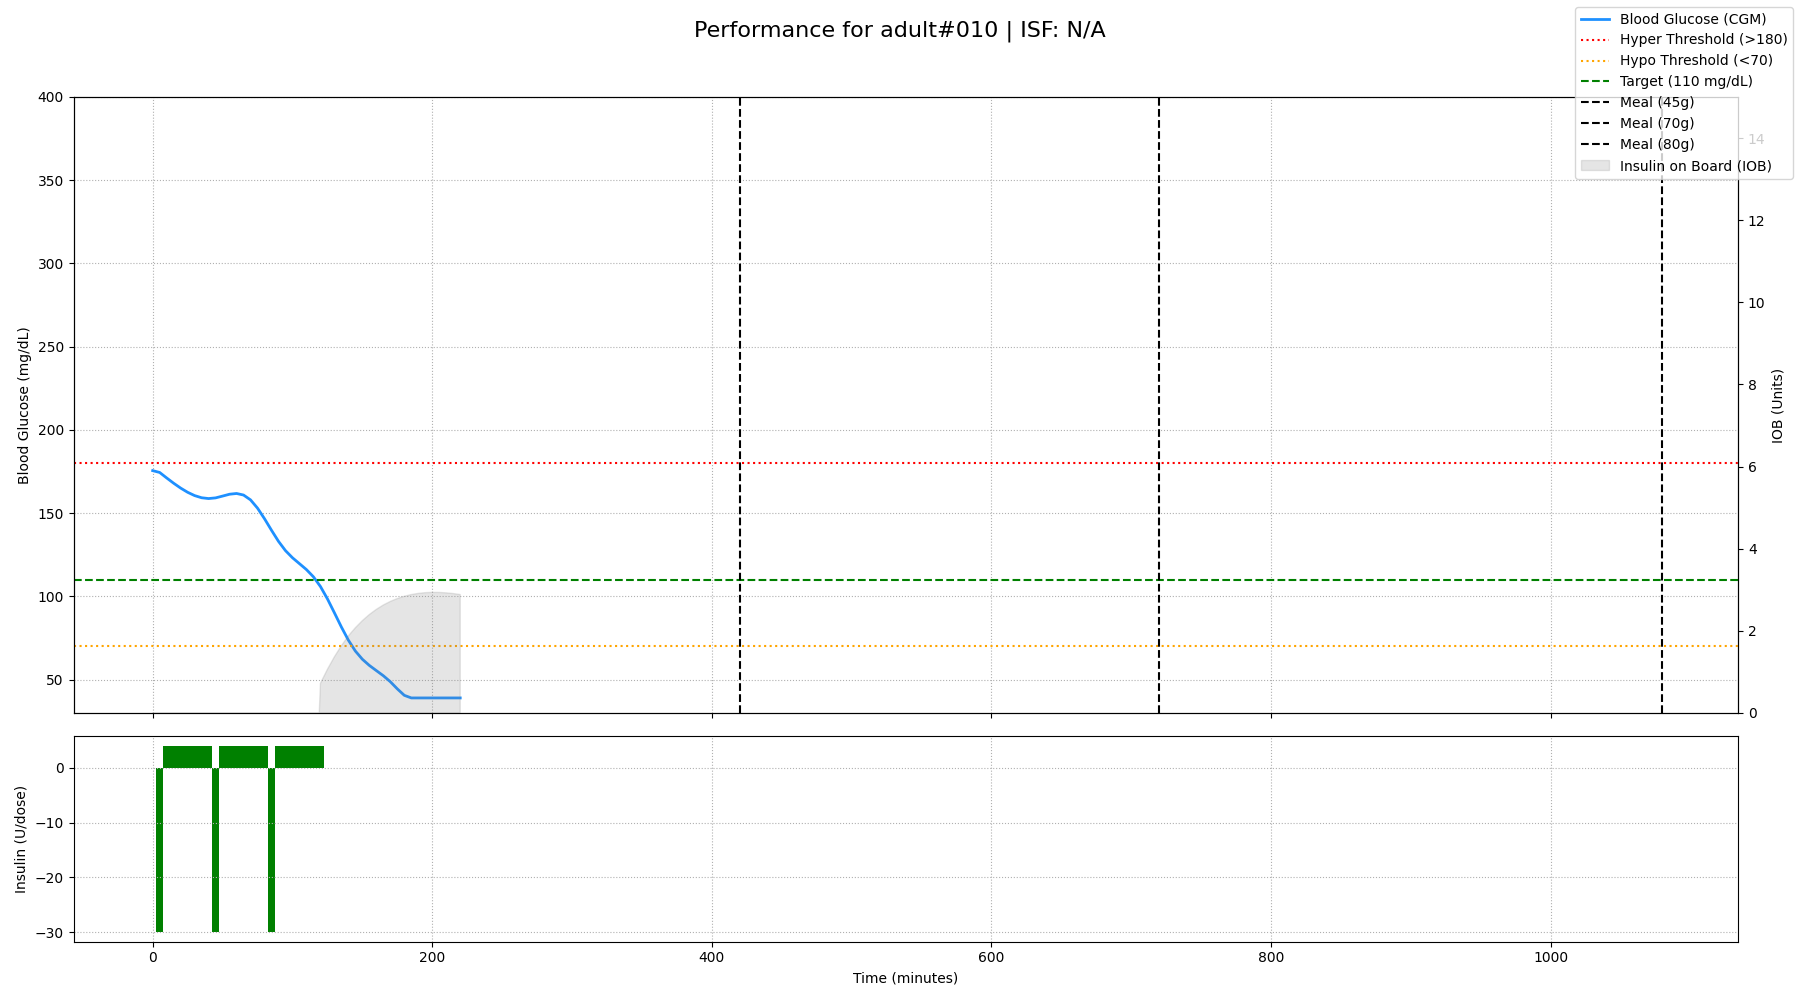 Performance for adult#010 | ISF: N/A
Blood Glucose (CGM)
Hyper Threshold (>180)
Hypo Threshold (<70)
Target (110 mg/dL)
Meal (45g)
Meal (70g)
Meal (80g)
Insulin on Board (IOB)
400
350
300
250
200
150
100
50
Blood Glucose (mg/dL)
14
12
10
8
6
4
2
0
IOB (Units)
0
−10
−20
−30
Insulin (U/dose)
0
200
400
600
800
1000
Time (minutes)